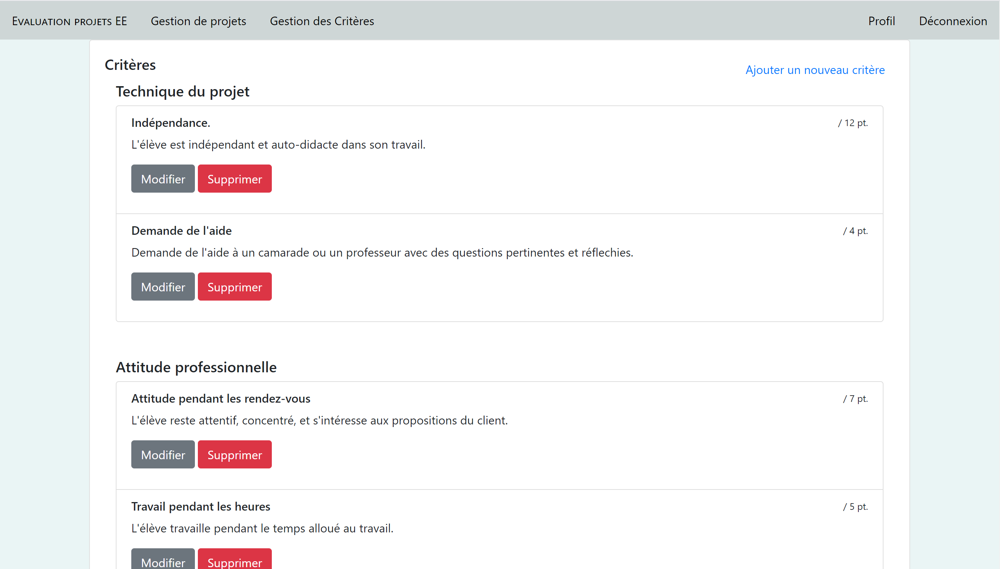 EVALUATION PROJETS EE Gestion de projets Gestion des Critères Profil Déconnexion
Critères
Ajouter un nouveau critère
Technique du projet
Indépendance. / 12 pt.
L'élève est indépendant et auto-didacte dans son travail.
Modifier Supprimer
Demande de l'aide / 4 pt.
Demande de l'aide à un camarade ou un professeur avec des questions pertinentes et réflechies.
Modifier Supprimer
Attitude professionnelle
Attitude pendant les rendez-vous / 7 pt.
L'élève reste attentif, concentré, et s'intéresse aux propositions du client.
Modifier Supprimer
Travail pendant les heures / 5 pt.
L'élève travaille pendant le temps alloué au travail.
Modifier Supprimer